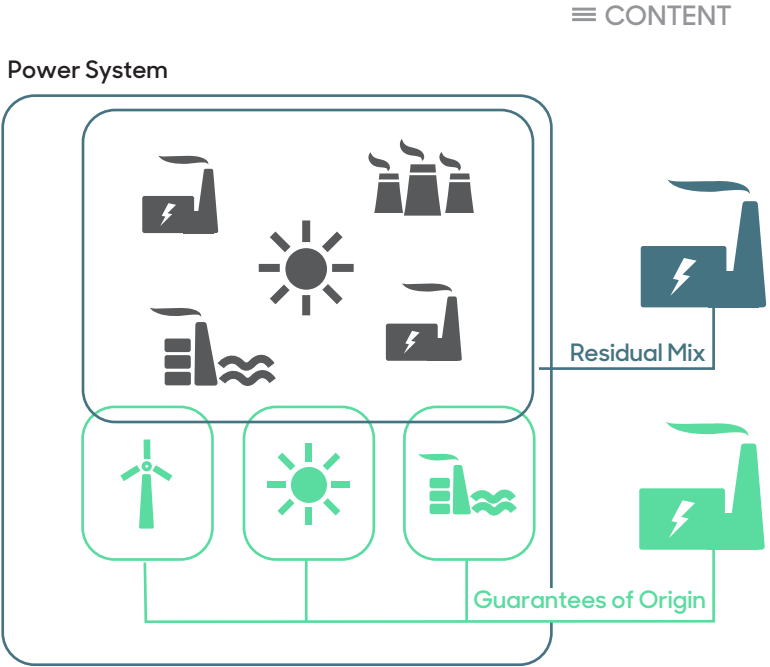 CONTENT
Power System
Residual Mix
Guarantees of Origin